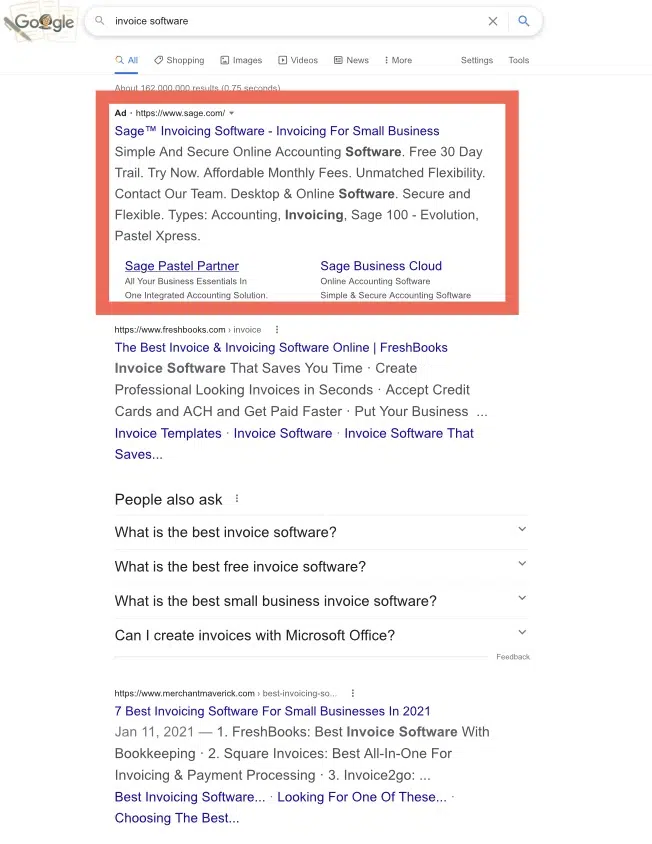 Google
invoice software
All Shopping Images Videos News More Settings Tools
About 162,000,000 results (0.75 seconds)
Ad · https://www.sage.com/
Sage™ Invoicing Software - Invoicing For Small Business
Simple And Secure Online Accounting Software. Free 30 Day
Trail. Try Now. Affordable Monthly Fees. Unmatched Flexibility.
Contact Our Team. Desktop & Online Software. Secure and
Flexible. Types: Accounting, Invoicing, Sage 100 - Evolution,
Pastel Xpress.
Sage Pastel Partner Sage Business Cloud
All Your Business Essentials In Online Accounting Software
One Integrated Accounting Solution. Simple & Secure Accounting Software
https://www.freshbooks.com › invoice
The Best Invoice & Invoicing Software Online | FreshBooks
Invoice Software That Saves You Time · Create
Professional Looking Invoices in Seconds · Accept Credit
Cards and ACH and Get Paid Faster · Put Your Business ...
Invoice Templates · Invoice Software · Invoice Software That
Saves...
People also ask
What is the best invoice software?
What is the best free invoice software?
What is the best small business invoice software?
Can I create invoices with Microsoft Office?
Feedback
https://www.merchantmaverick.com › best-invoicing-so...
7 Best Invoicing Software For Small Businesses In 2021
Jan 11, 2021 — 1. FreshBooks: Best Invoice Software With
Bookkeeping · 2. Square Invoices: Best All-In-One For
Invoicing & Payment Processing · 3. Invoice2go: ...
Best Invoicing Software... · Looking For One Of These... ·
Choosing The Best...